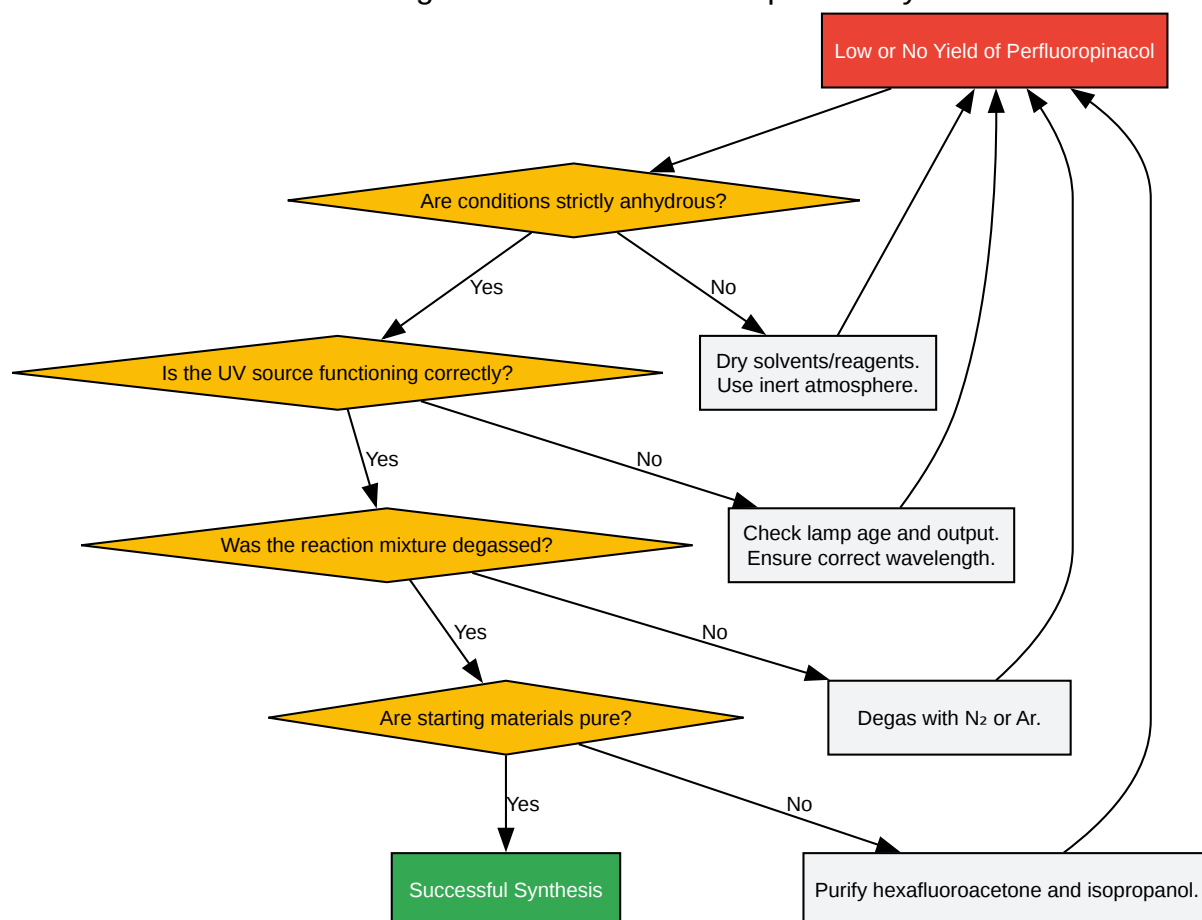 Low or No Yield of Perfluoropinacol
Are conditions strictly anhydrous?
Yes
No
Is the UV source functioning correctly?
Dry solvents/reagents.
Use inert atmosphere.
Yes
No
Was the reaction mixture degassed?
Check lamp age and output.
Ensure correct wavelength.
Yes
No
Are starting materials pure?
Degas with N₂ or Ar.
Yes
No
Successful Synthesis
Purify hexafluoroacetone and isopropanol.